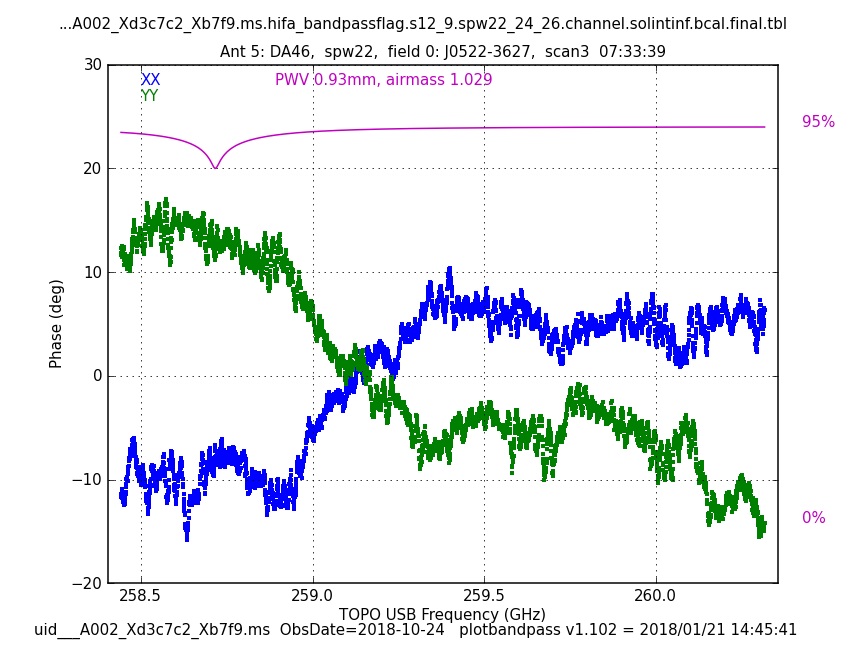 ...A002_Xd3c7c2_Xb7f9.ms.hifa_bandpassflag.s12_9.spw22_24_26.channel.solintinf.bcal.final.tbl
Ant 5: DA46,  spw22,  field 0: J0522-3627,  scan3  07:33:39
30
XX
PWV 0.93mm, airmass 1.029
YY
95%
20
10
Phase (deg)
0
−10
0%
−20
258.5 259.0 259.5 260.0
TOPO USB Frequency (GHz)
uid___A002_Xd3c7c2_Xb7f9.ms  ObsDate=2018-10-24   plotbandpass v1.102 = 2018/01/21 14:45:41